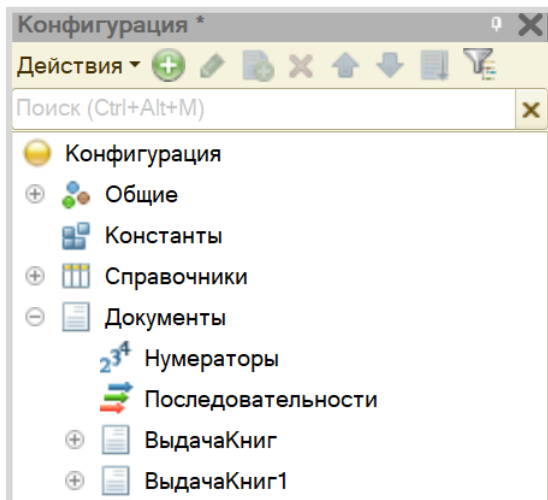 Конфигурация *
Действия
Поиск (Ctrl+Alt+M)
Конфигурация
Общие
Константы
Справочники
Документы
Нумераторы
Последовательности
ВыдачаКниг
ВыдачаКниг1